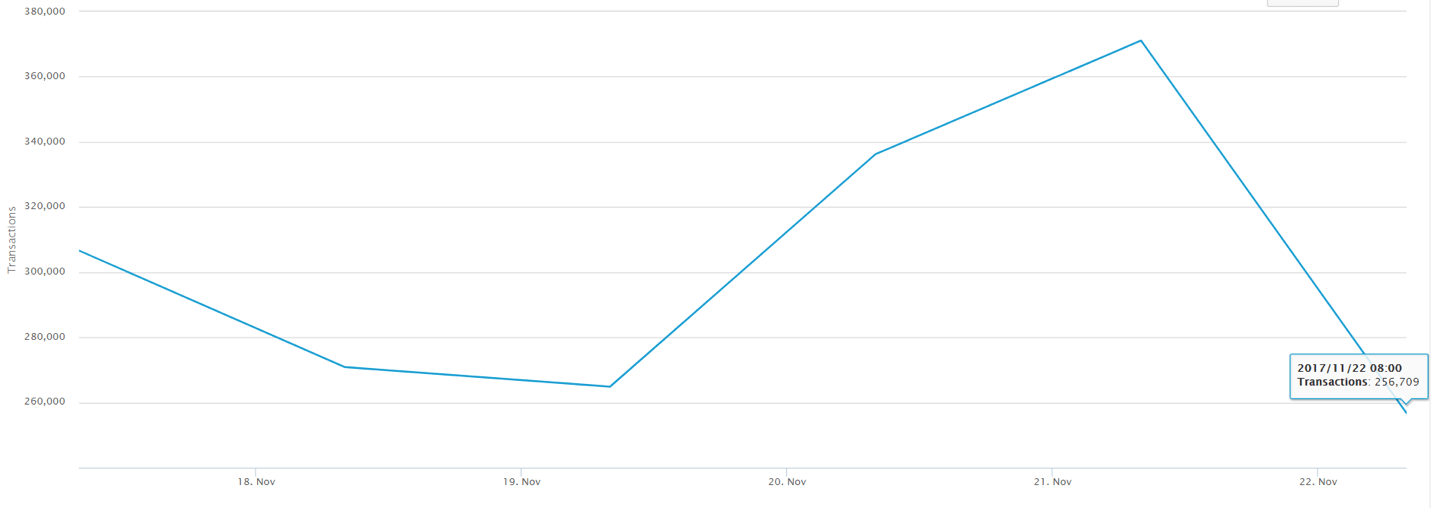 380,000
360,000
340,000
320,000
300,000
280,000
260,000
Transactions
18. Nov
19. Nov
20. Nov
21. Nov
22. Nov
2017/11/22 08:00
Transactions: 256,709